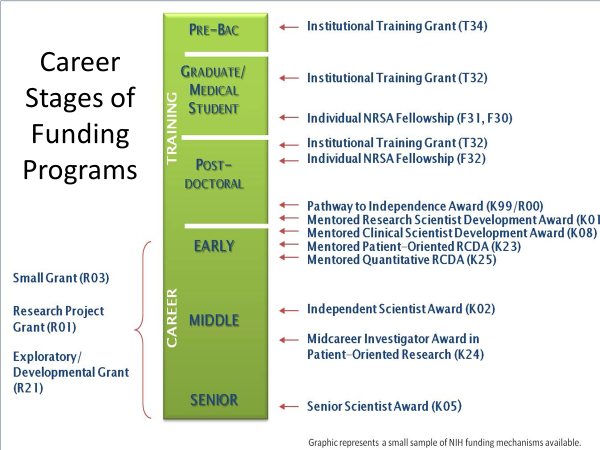 Career
Stages of
Funding
Programs
TRAINING
CAREER
PRE–BAC
GRADUATE/
MEDICAL
STUDENT
POST–
DOCTORAL
EARLY
MIDDLE
SENIOR
Institutional Training Grant (T34)
Institutional Training Grant (T32)
Individual NRSA Fellowship (F31, F30)
Institutional Training Grant (T32)
Individual NRSA Fellowship (F32)
Pathway to Independence Award (K99/R00)
Mentored Research Scientist Development Award (K01
Mentored Clinical Scientist Development Award (K08)
Mentored Patient–Oriented RCDA (K23)
Mentored Quantitative RCDA (K25)
Independent Scientist Award (K02)
Midcareer Investigator Award in
Patient–Oriented Research (K24)
Senior Scientist Award (K05)
Small Grant (R03)
Research Project
Grant (R01)
Exploratory/
Developmental Grant
(R21)
Graphic represents a small sample of NIH funding mechanisms available.